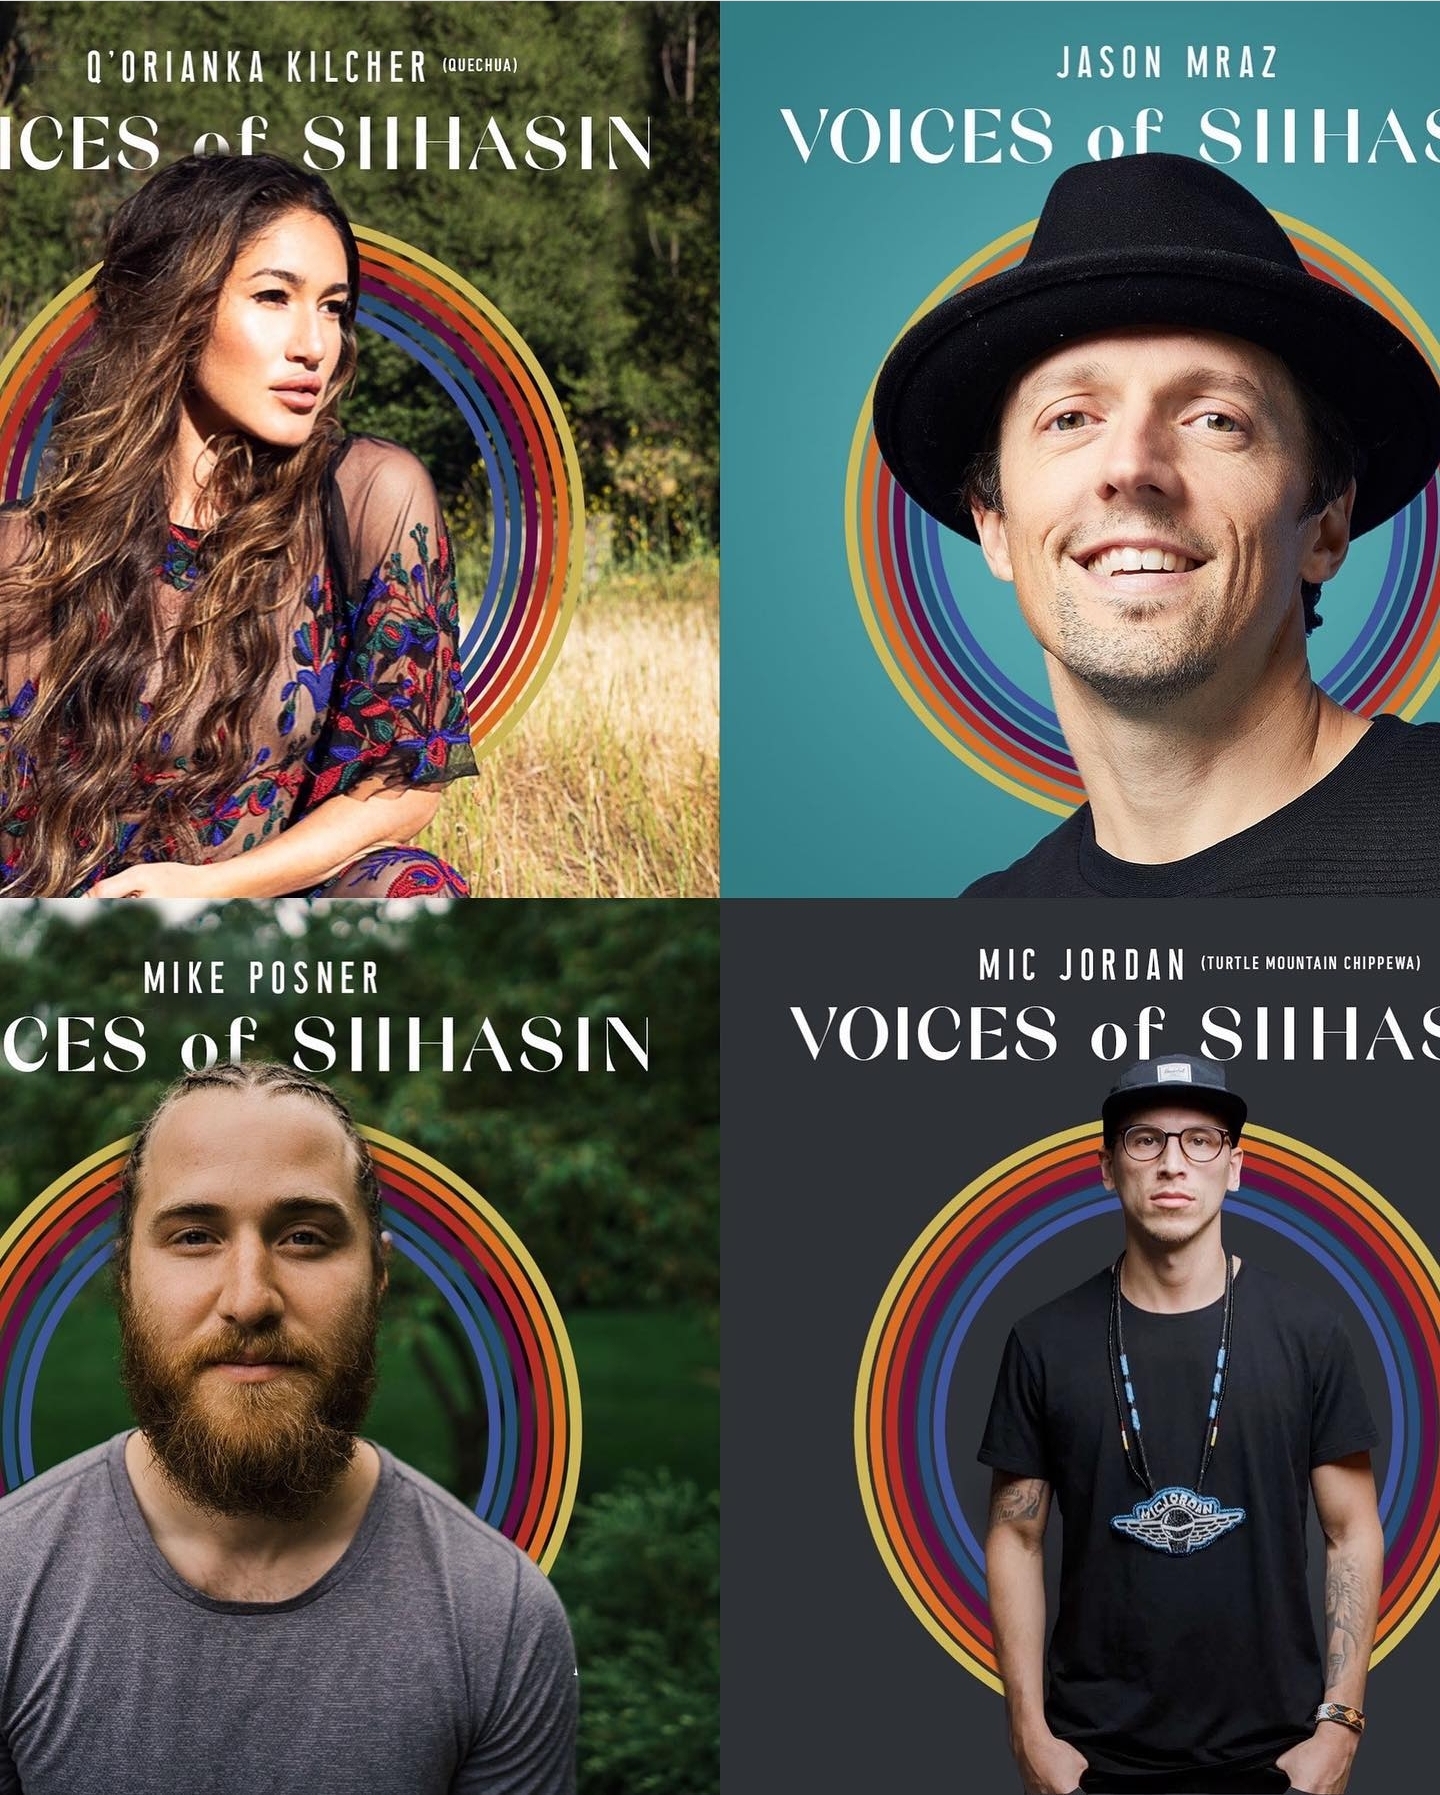 Q'ORIANKA KILCHER (QUECHUA)
ICES of SIIHASIN
JASON MRAZ
VOICES of SIIHAS
MIKE POSNER
CES of SIIHASIN
MIC JORDAN (TURTLE MOUNTAIN CHIPPEWA)
VOICES of SIIHAS
MIC JORDAN